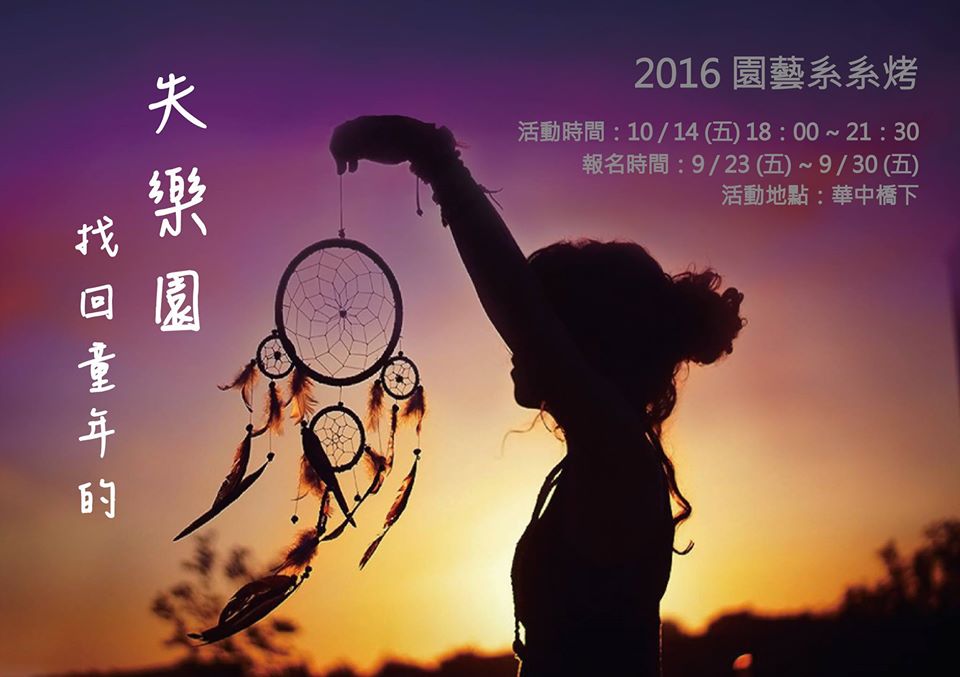 失樂園
找回童年的
2016 園藝系系烤
活動時間：10 / 14 (五) 18：00 ~ 21：30
報名時間：9 / 23 (五) ~ 9 / 30 (五)
活動地點：華中橋下